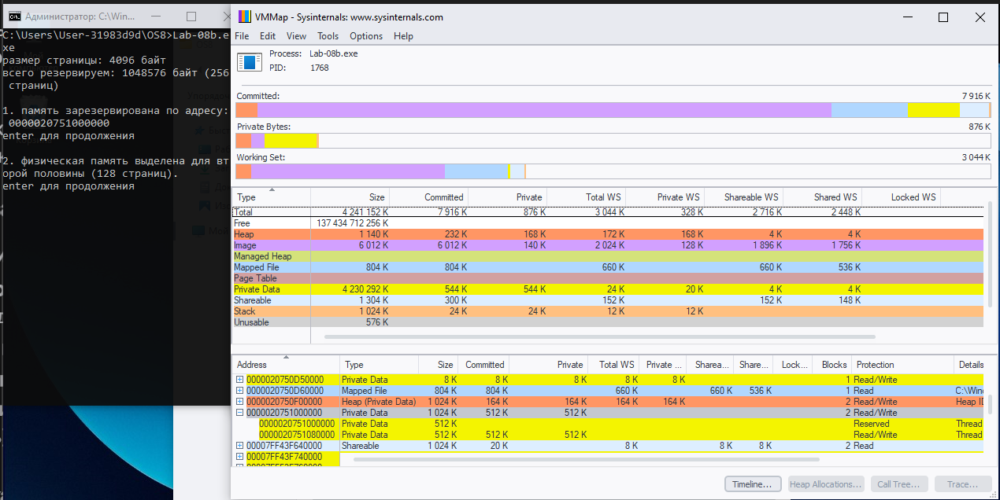 Администратор: C:\Win...
C:\Users\User-31983d9d\OS8>Lab-08b.e
xe
размер страницы: 4096 байт
всего резервируем: 1048576 байт (256
страниц)
1. память зарезервирована по адресу:
0000020751000000
enter для продолжения
2. физическая память выделена для вт
орой половины (128 страниц).
enter для продолжения
VMMap - Sysinternals: www.sysinternals.com
File Edit View Tools Options Help
Process: Lab-08b.exe
PID: 1768
Committed: 7 916 K
Private Bytes: 876 K
Working Set: 3 044 K
Type Size Committed Private Total WS Private WS Shareable WS Shared WS Locked WS
Total 4 241 152 K 7 916 K 876 K 3 044 K 328 K 2 716 K 2 448 K
Free 137 434 712 256 K
Heap 1 140 K 232 K 168 K 172 K 168 K 4 K 4 K
Image 6 012 K 6 012 K 140 K 2 024 K 128 K 1 896 K 1 756 K
Managed Heap
Mapped File 804 K 804 K 660 K 660 K 536 K
Page Table
Private Data 4 230 292 K 544 K 544 K 24 K 20 K 4 K 4 K
Shareable 1 304 K 300 K 152 K 152 K 148 K
Stack 1 024 K 24 K 24 K 12 K 12 K
Unusable 576 K
Address Type Size Committed Private Total WS Private ... Sharea... Share... Lock... Blocks Protection Details
0000020750D50000 Private Data 8 K 8 K 8 K 8 K 8 K 1 Read/Write
0000020750D60000 Mapped File 804 K 804 K 660 K 660 K 536 K 1 Read C:\Wind
0000020750F00000 Heap (Private Data) 1 024 K 164 K 164 K 164 K 164 K 2 Read/Write Heap ID
0000020751000000 Private Data 1 024 K 512 K 512 K 2 Read/Write
0000020751000000 Private Data 512 K Reserved Thread
0000020751080000 Private Data 512 K 512 K 512 K Read/Write Thread
00007FF43F640000 Shareable 1 024 K 20 K 8 K 8 K 8 K 2 Read
00007FF43F740000
Timeline... Heap Allocations... Call Tree... Trace...